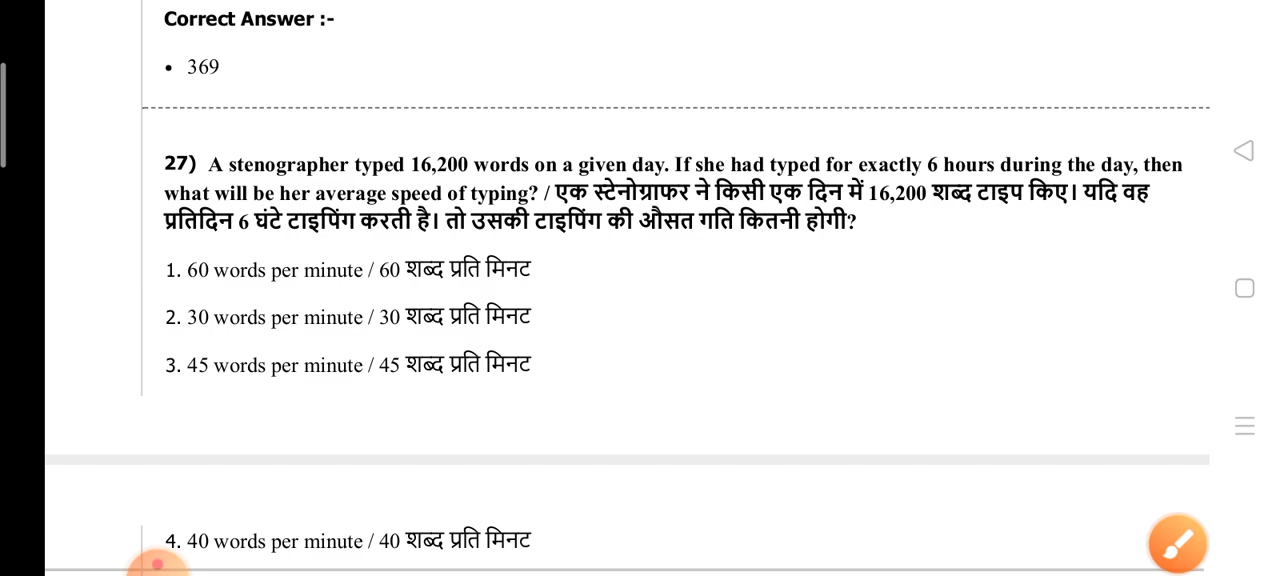 Correct Answer :-
• 369
27) A stenographer typed 16,200 words on a given day. If she had typed for exactly 6 hours during the day, then
what will be her average speed of typing? / एक स्टेनोग्राफर ने किसी एक दिन में 16,200 शब्द टाइप किए। यदि वह
प्रतिदिन 6 घंटे टाइपिंग करती है। तो उसकी टाइपिंग की औसत गति कितनी होगी?
1. 60 words per minute / 60 शब्द प्रति मिनट
2. 30 words per minute / 30 शब्द प्रति मिनट
3. 45 words per minute / 45 शब्द प्रति मिनट
4. 40 words per minute / 40 शब्द प्रति मिनट